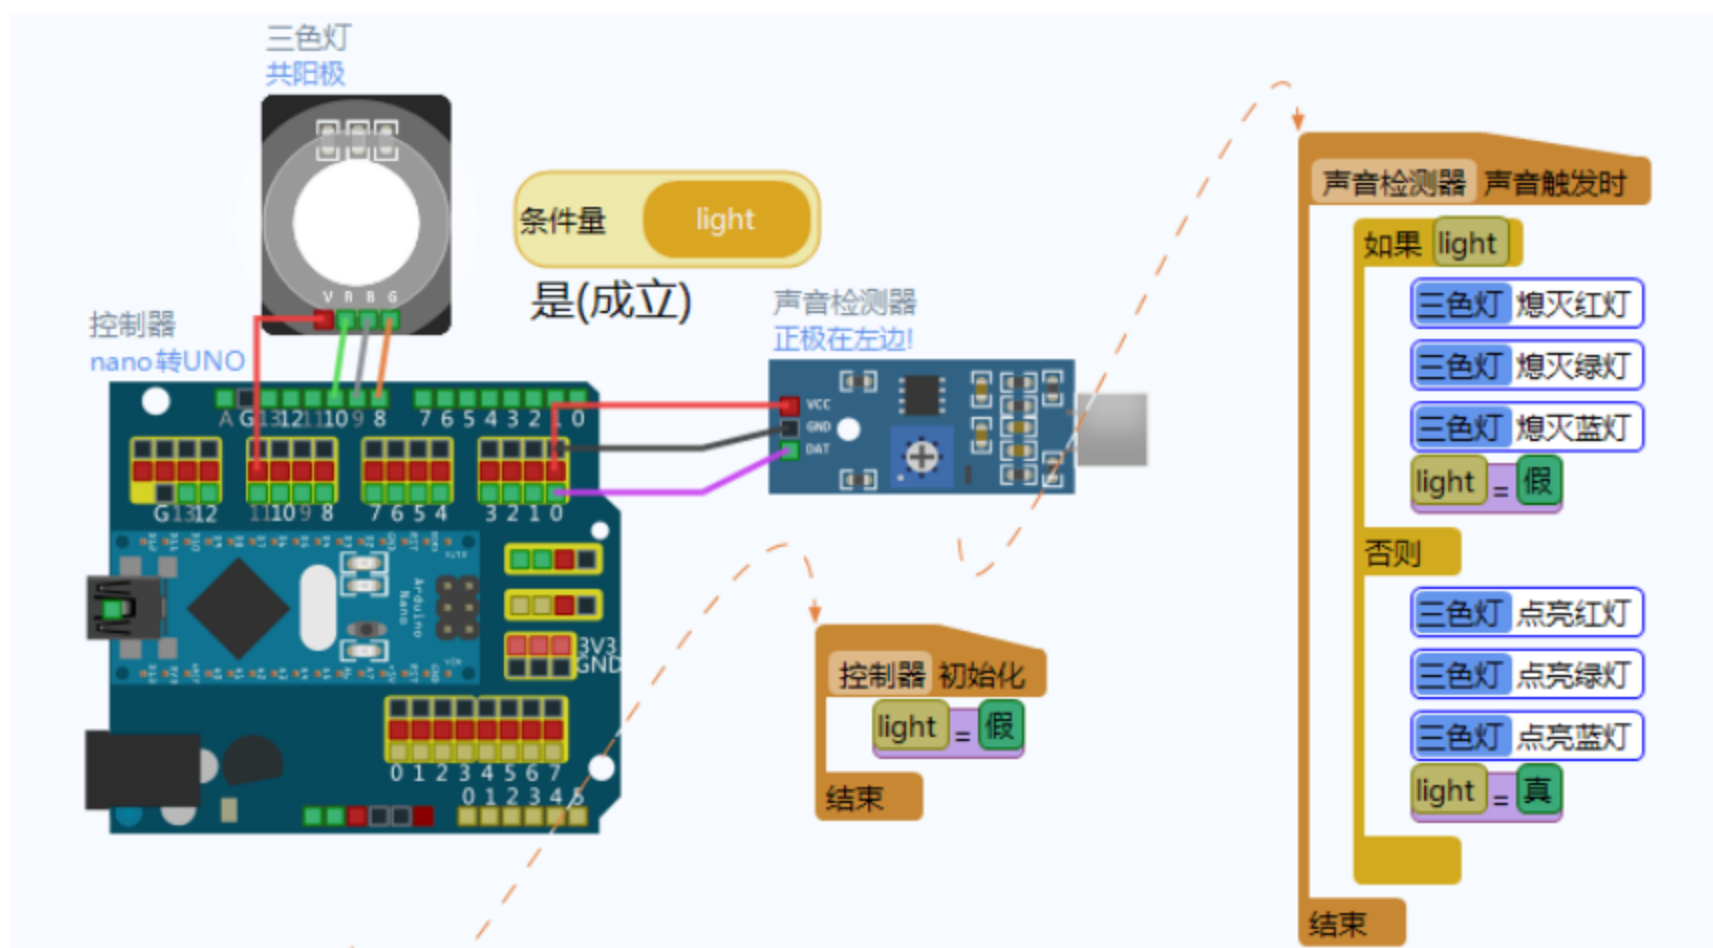 三色灯
共阳极
V R B G
条件量 light
是(成立)
控制器
nano转UNO
A G 13 12 11 10 9 8 7 6 5 4 3 2 1 0
G 13 12 11 10 9 8 7 6 5 4 3 2 1 0
Arduino
Nano
3V3
GND
0 1 2 3 4 5 6 7
0 1 2 3 4 5
声音检测器
正极在左边!
VCC
GND
DAT
控制器 初始化
light = 假
结束
声音检测器 声音触发时
如果 light
三色灯 熄灭红灯
三色灯 熄灭绿灯
三色灯 熄灭蓝灯
light = 假
否则
三色灯 点亮红灯
三色灯 点亮绿灯
三色灯 点亮蓝灯
light = 真
结束